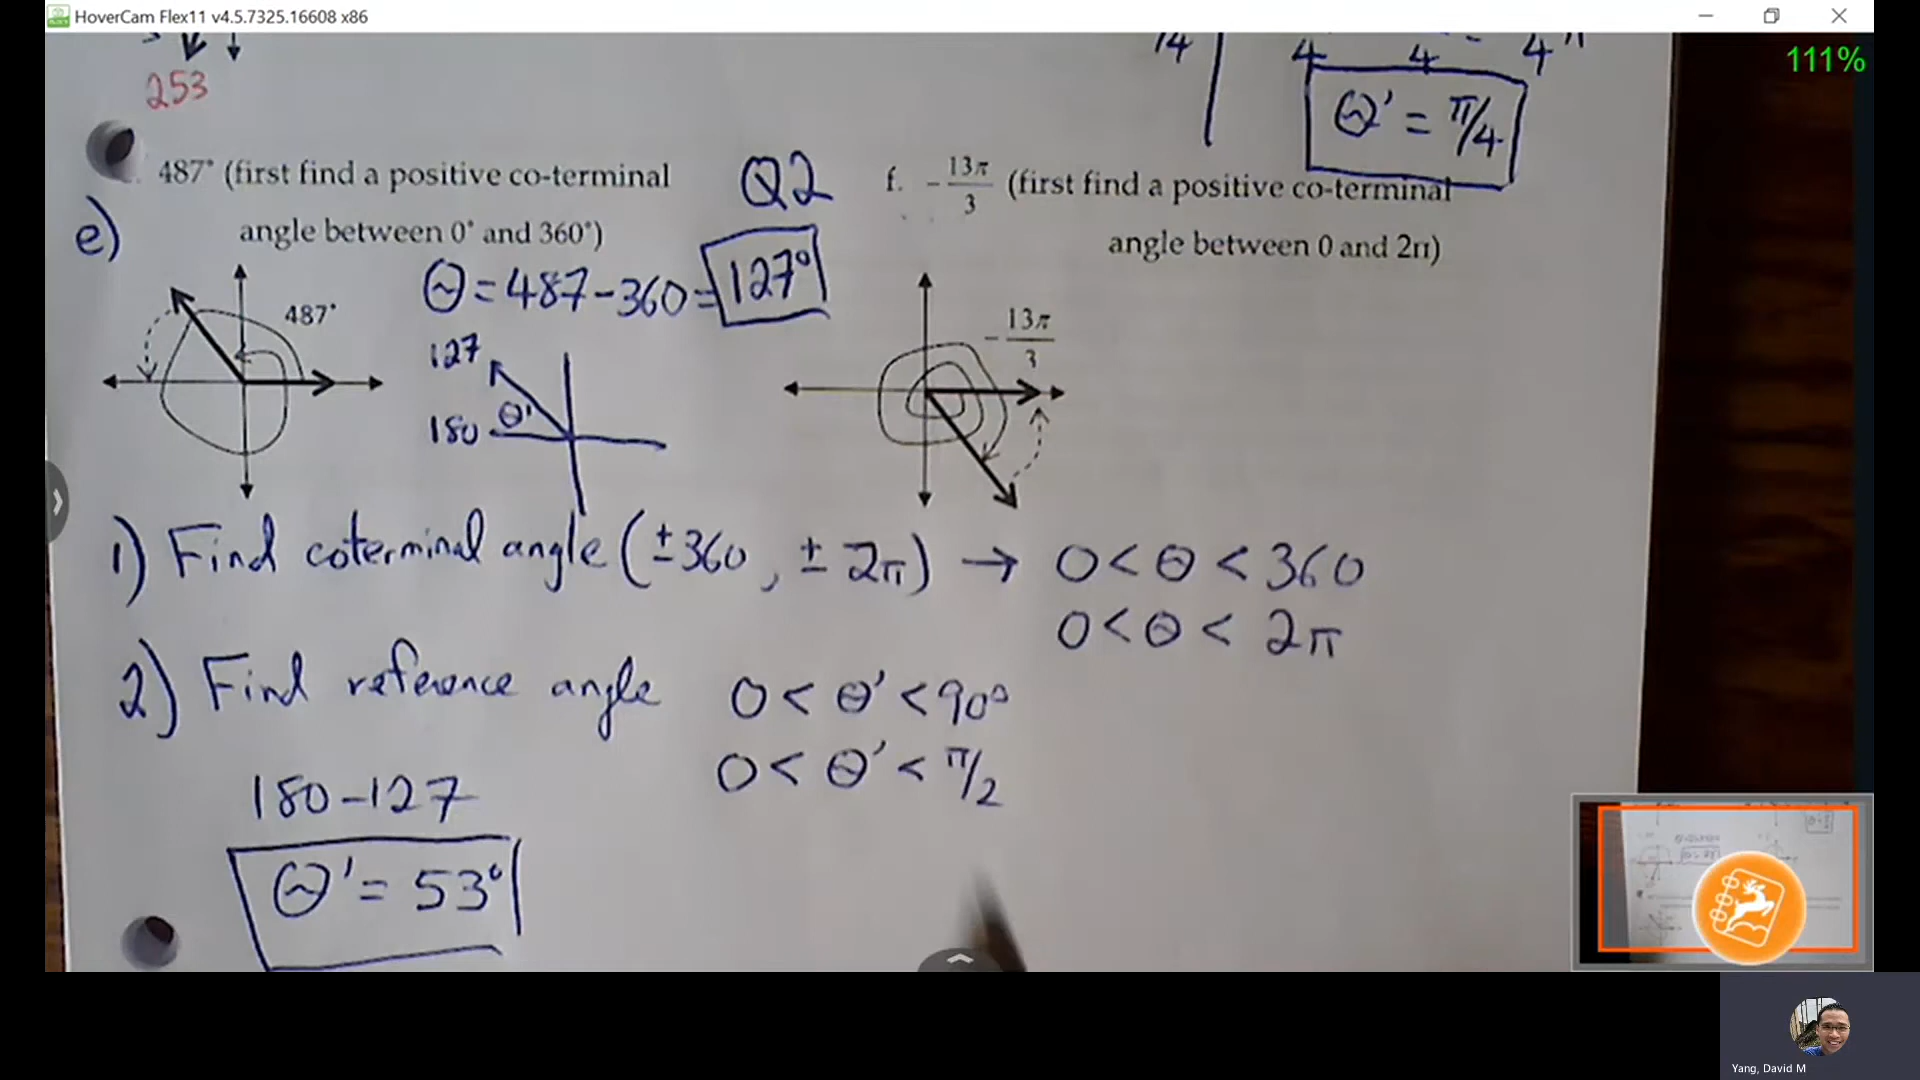 HoverCam Flex11 v4.5.7325.16608 x86
111%
253
θ' = π/4
487° (first find a positive co-terminal
angle between 0° and 360°)
Q2
e)
θ = 487 - 360 = 127°
487°
127
180 θ'
f. -13π/3 (first find a positive co-terminal
angle between 0 and 2π)
-13π/3
1) Find coterminal angle (±360, ± 2π) → 0 < θ < 360
0 < θ < 2π
2) Find reference angle 0 < θ' < 90°
0 < θ' < π/2
180 - 127
θ' = 53°
Yang, David M